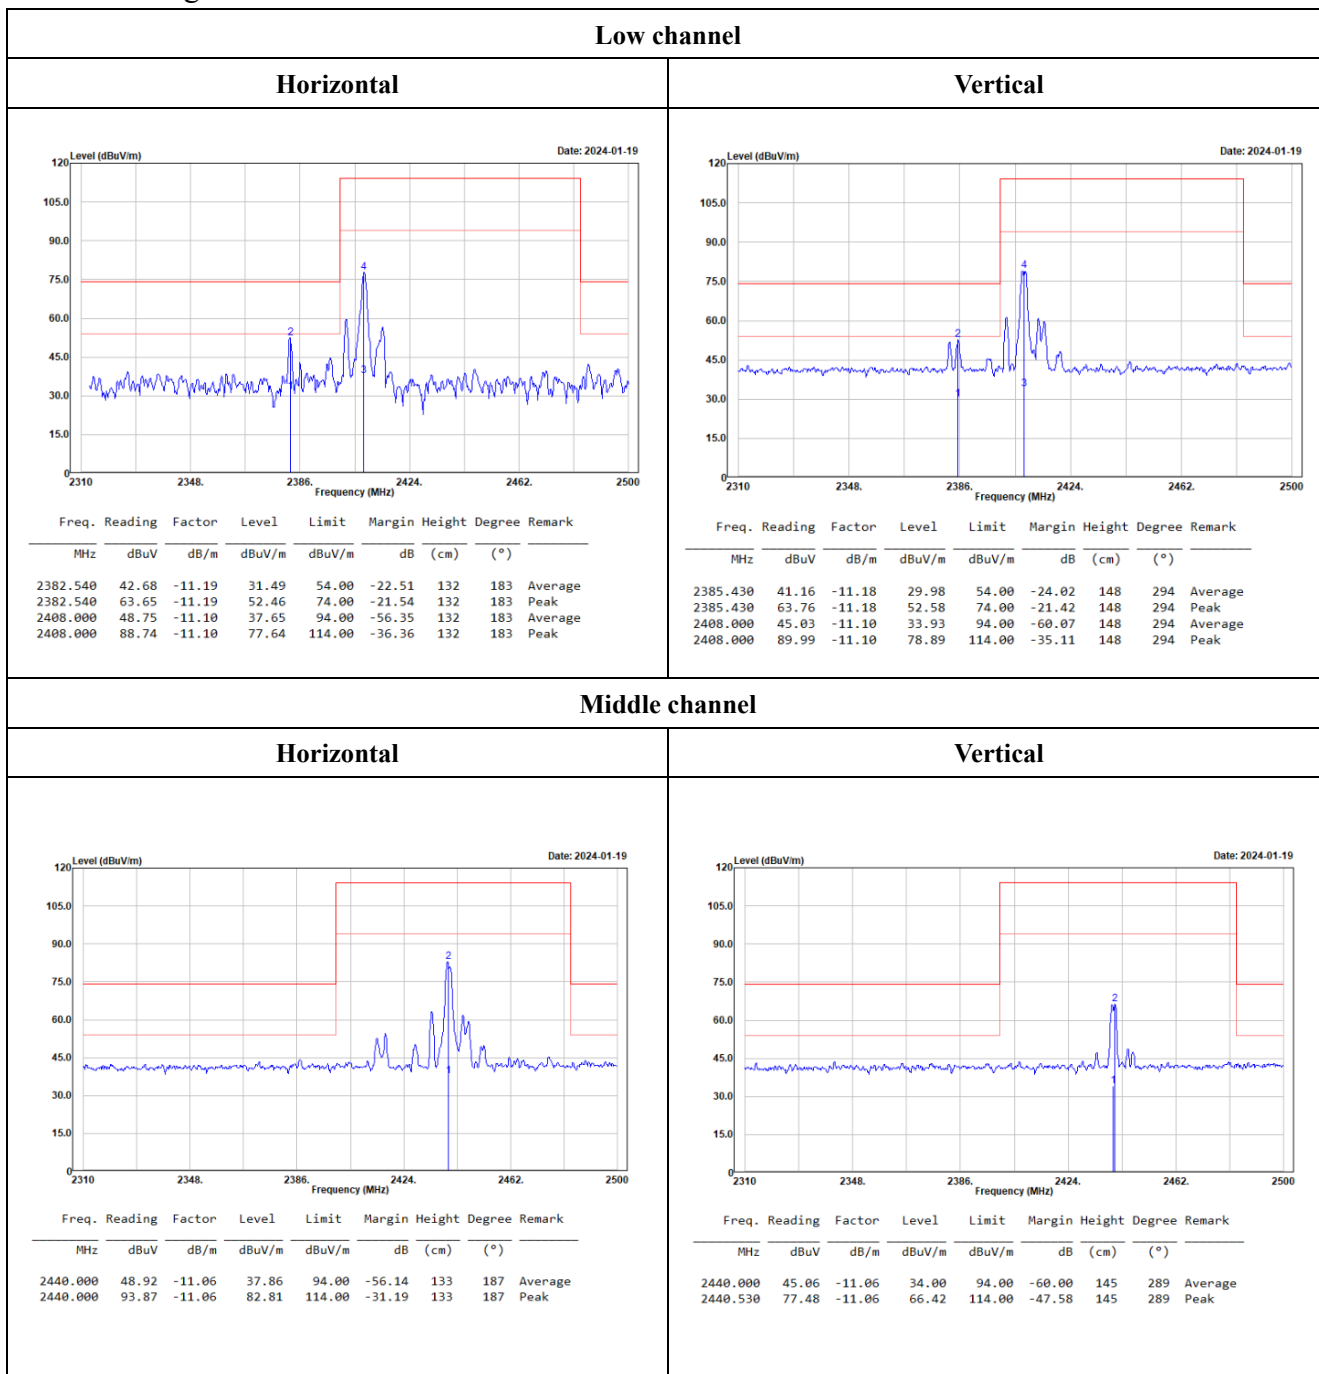 Low channel
Horizontal
Vertical
Level (dBuV/m)
Date: 2024-01-19
120
105.0
90.0
75.0
60.0
45.0
30.0
15.0
0
2
4
3
2310
2348.
2386.
2424.
2462.
2500
Frequency (MHz)
Freq. Reading Factor Level Limit Margin Height Degree Remark
MHz dBuV dB/m dBuV/m dBuV/m dB (cm) (°)
2382.540 42.68 -11.19 31.49 54.00 -22.51 132 183 Average
2382.540 63.65 -11.19 52.46 74.00 -21.54 132 183 Peak
2408.000 48.75 -11.10 37.65 94.00 -56.35 132 183 Average
2408.000 88.74 -11.10 77.64 114.00 -36.36 132 183 Peak
Level (dBuV/m)
Date: 2024-01-19
120
105.0
90.0
75.0
60.0
45.0
30.0
15.0
0
2
1
4
3
2310
2348.
2386.
2424.
2462.
2500
Frequency (MHz)
Freq. Reading Factor Level Limit Margin Height Degree Remark
MHz dBuV dB/m dBuV/m dBuV/m dB (cm) (°)
2385.430 41.16 -11.18 29.98 54.00 -24.02 148 294 Average
2385.430 63.76 -11.18 52.58 74.00 -21.42 148 294 Peak
2408.000 45.03 -11.10 33.93 94.00 -60.07 148 294 Average
2408.000 89.99 -11.10 78.89 114.00 -35.11 148 294 Peak
Middle channel
Horizontal
Vertical
Level (dBuV/m)
Date: 2024-01-19
120
105.0
90.0
75.0
60.0
45.0
30.0
15.0
0
2
1
2310
2348.
2386.
2424.
2462.
2500
Frequency (MHz)
Freq. Reading Factor Level Limit Margin Height Degree Remark
MHz dBuV dB/m dBuV/m dBuV/m dB (cm) (°)
2440.000 48.92 -11.06 37.86 94.00 -56.14 133 187 Average
2440.000 93.87 -11.06 82.81 114.00 -31.19 133 187 Peak
Level (dBuV/m)
Date: 2024-01-19
120
105.0
90.0
75.0
60.0
45.0
30.0
15.0
0
2
1
2310
2348.
2386.
2424.
2462.
2500
Frequency (MHz)
Freq. Reading Factor Level Limit Margin Height Degree Remark
MHz dBuV dB/m dBuV/m dBuV/m dB (cm) (°)
2440.000 45.06 -11.06 34.00 94.00 -60.00 145 289 Average
2440.530 77.48 -11.06 66.42 114.00 -47.58 145 289 Peak